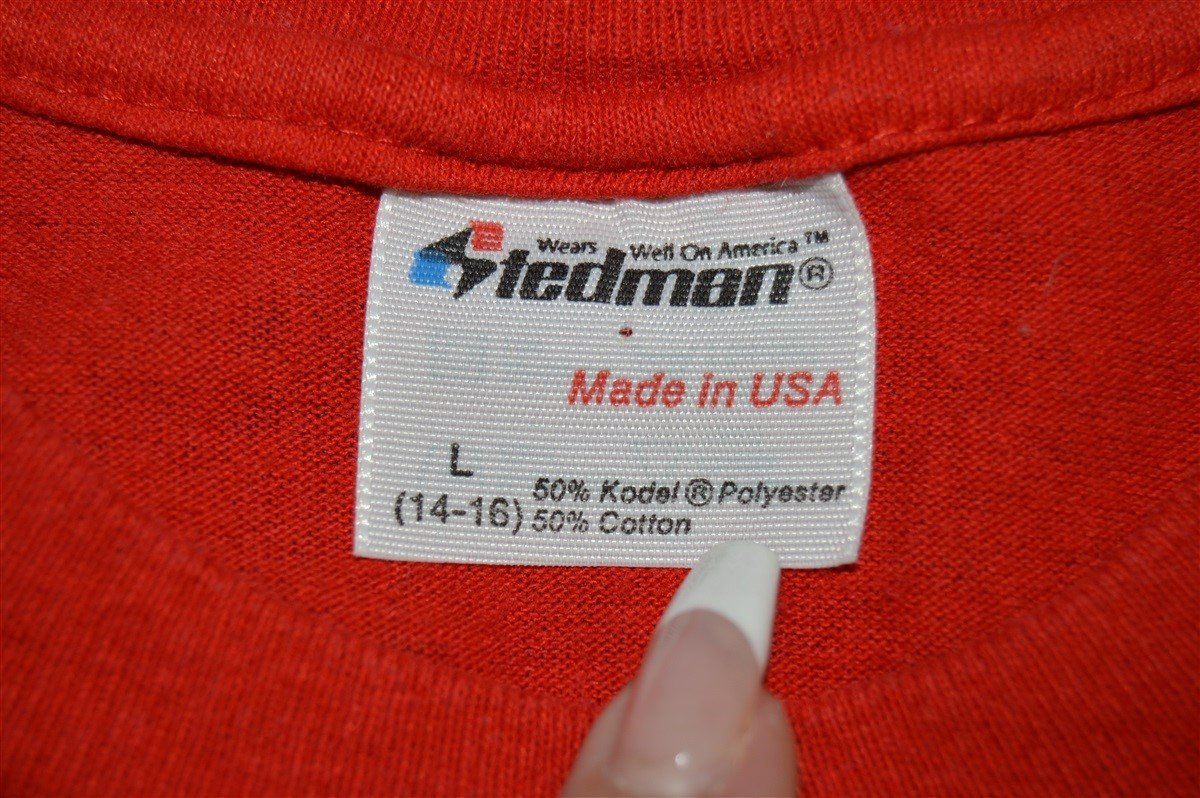 Wears Well On America™
Stedman®
Made in USA
L
(14-16)
50% Kodel® Polyester
50% Cotton